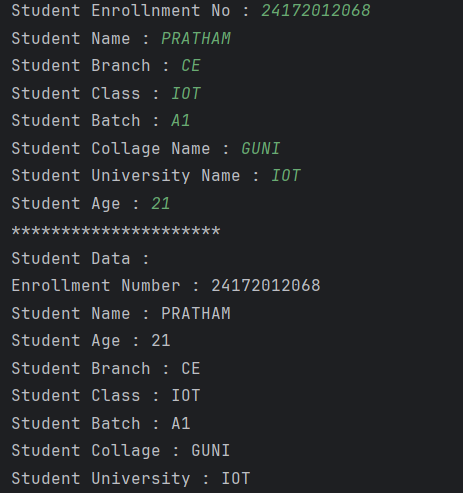 Student Enrollnment No : 24172012068
Student Name : PRATHAM
Student Branch : CE
Student Class : IOT
Student Batch : A1
Student Collage Name : GUNI
Student University Name : IOT
Student Age : 21
*********************
Student Data :
Enrollment Number : 24172012068
Student Name : PRATHAM
Student Age : 21
Student Branch : CE
Student Class : IOT
Student Batch : A1
Student Collage : GUNI
Student University : IOT